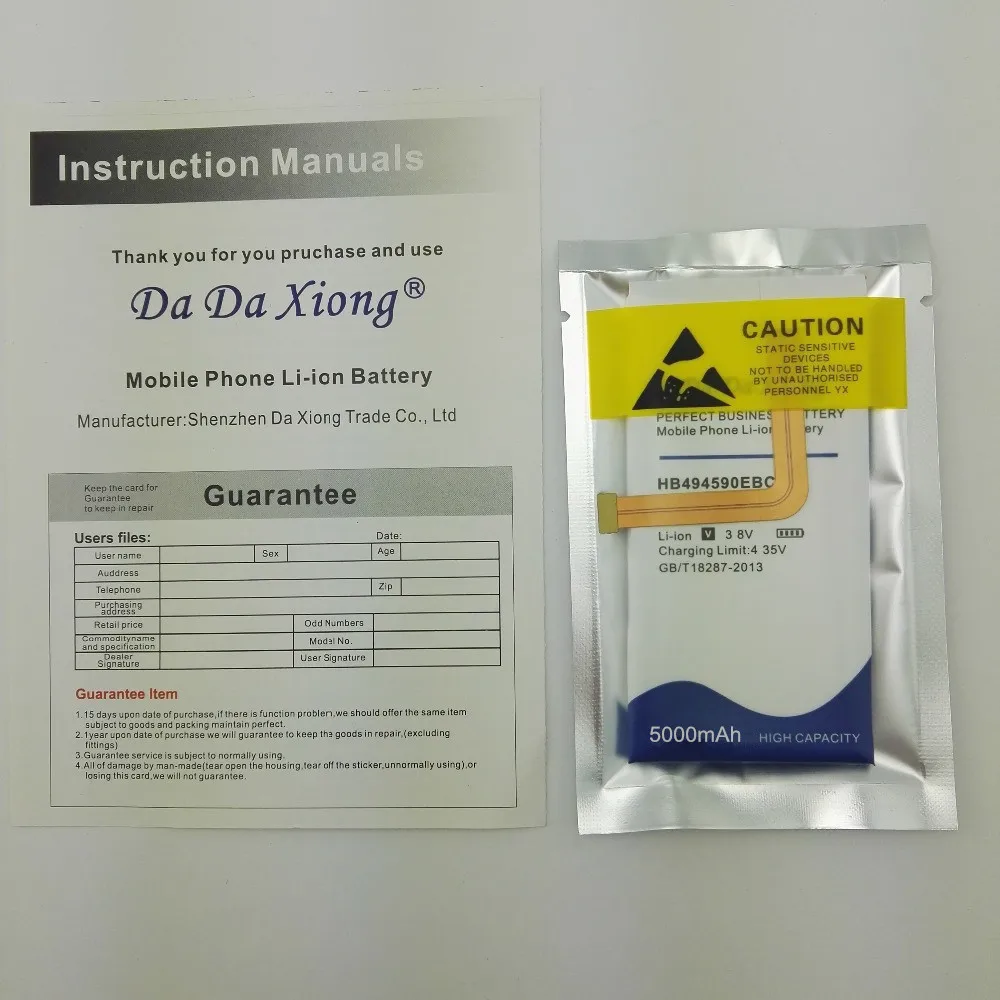 Instruction Manuals
Thank you for you pruchase and use
Da Da Xiong®
Mobile Phone Li-ion Battery
Manufacturer:Shenzhen Da Xiong Trade Co., Ltd
Keep the card for
Guarantee
to keep in repair
Guarantee
Users files:
Date:
User name
Sex
Age
Auddress
Telephone
Zip
Purchasing
address
Retail price
Odd Numbers
Commodityname
and specification
Model No.
Dealer
Signature
User Signature
Guarantee Item
1.15 days upon date of purchase,if there is function problem,we should offer the same item
subject to goods and packing maintain perfect.
2.1year upon date of purchase we will guarantee to keep the goods in repair,(excluding
fittings)
3.Guarantee service is subject to normally using.
4.All of damage by man-made(tear open the housing,tear off the sticker,unnormally using),or
losing this card,we will not guarantee.
CAUTION
STATIC SENSITIVE
DEVICES
NOT TO BE HANDLED
BY UNAUTHORISED
PERSONNEL YX
PERFECT BUSINESS BATTERY
Mobile Phone Li-ion Battery
HB494590EBC
Li-ion V 3 8V
Charging Limit:4 35V
GB/T18287-2013
5000mAh HIGH CAPACITY